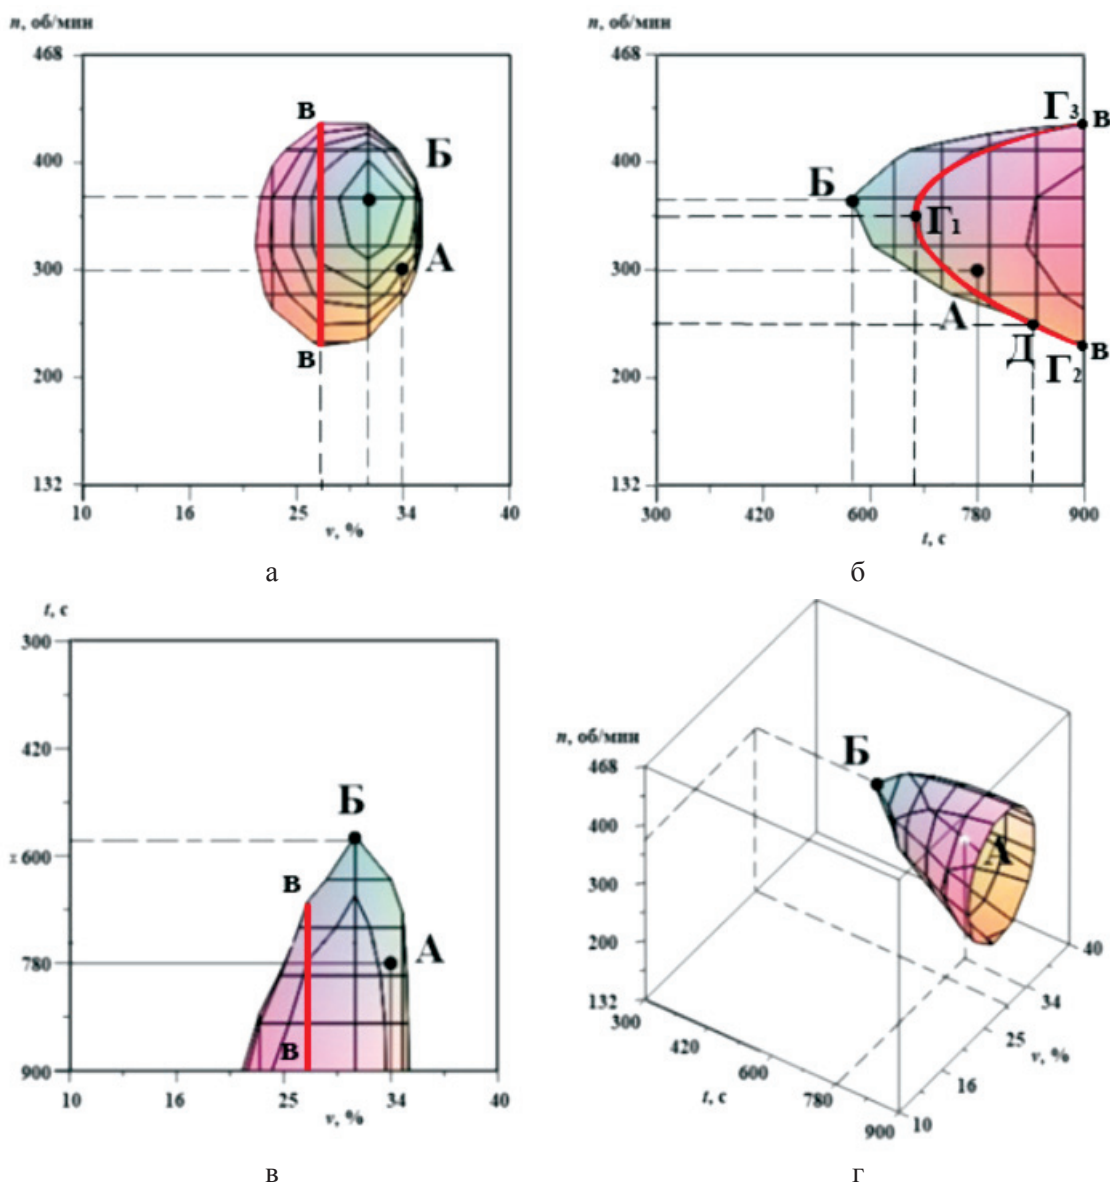 n, об/мин
468
400
300
200
132
10 16 25 34 40
v, %
в
в
Б
А
а
n, об/мин
468
400
300
200
132
300 420 600 780 900
t, с
Б
Г1
Г3
в
А
Д
Г2
в
б
t, с
300
420
600
780
900
10 16 25 34 40
v, %
Б
в
А
в
в
n, об/мин
468
400
300
200
132
300
420
600
780
900
t, с
10
16
25
34
40
v, %
Б
А
г